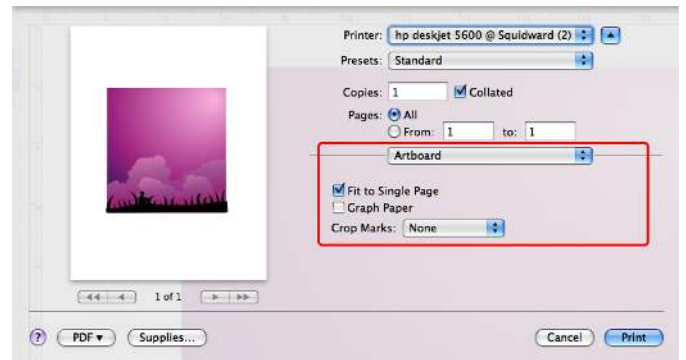 Printer: hp deskjet 5600 @ Squidward (2)
Presets: Standard
Copies: 1 Collated
Pages: All
From: 1 to: 1
Artboard
Fit to Single Page
Graph Paper
Crop Marks: None
1 of 1
? PDF Supplies... Cancel Print